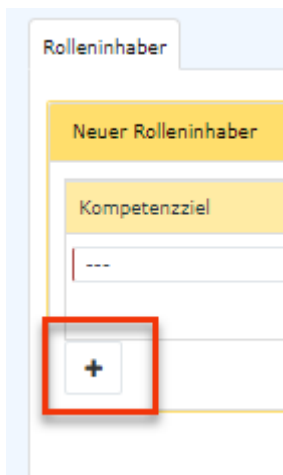 Rolleninhaber
Neuer Rolleninhaber
Kompetenzziel
---
+